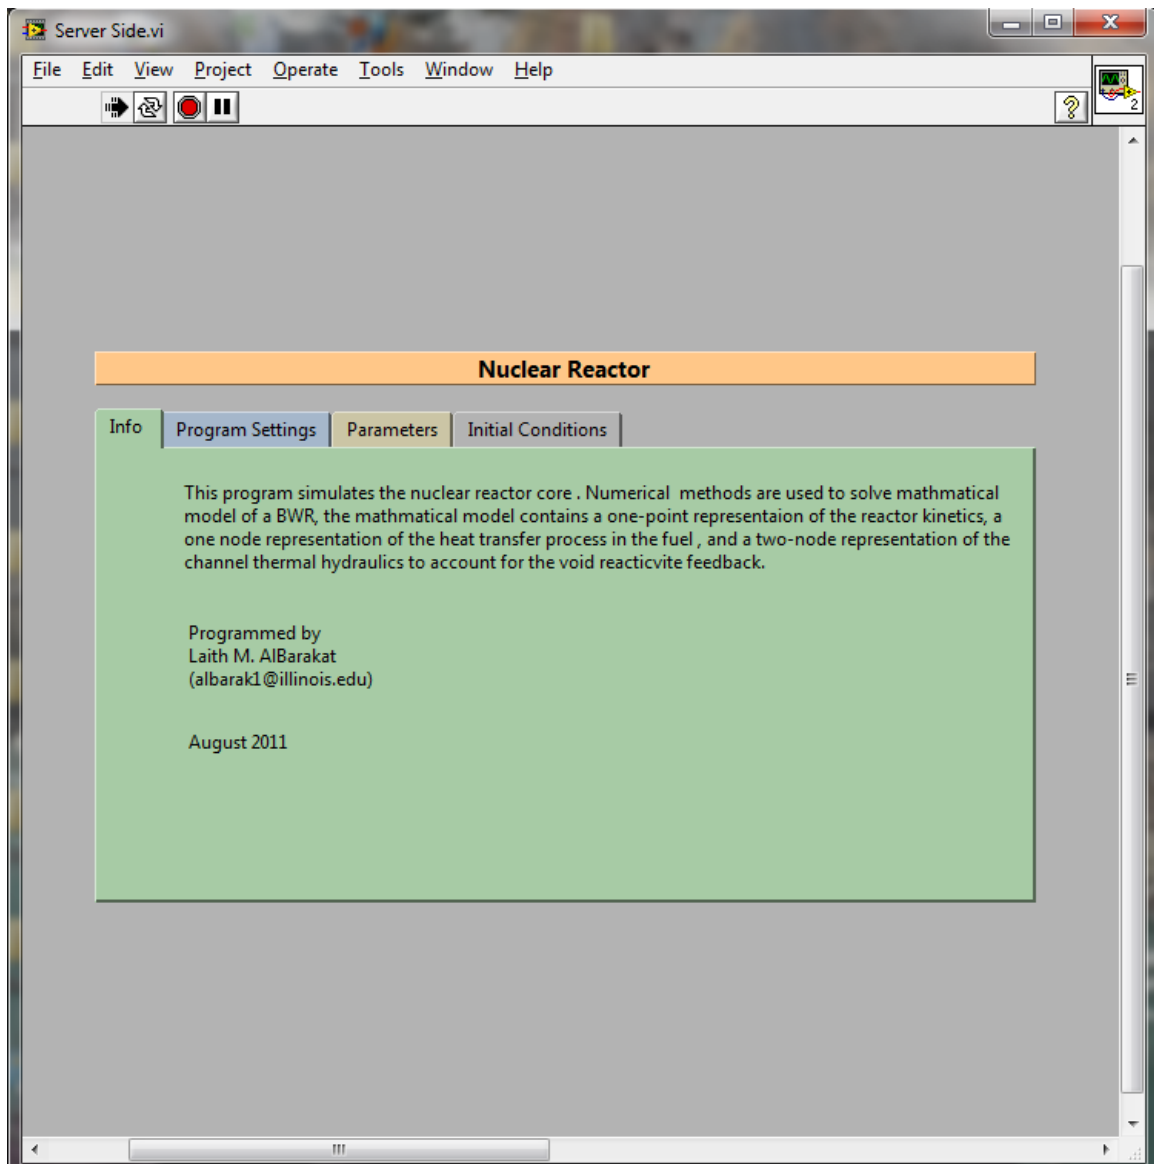 Server Side.vi
File Edit View Project Operate Tools Window Help
2
Nuclear Reactor
Info Program Settings Parameters Initial Conditions
This program simulates the nuclear reactor core . Numerical  methods are used to solve mathmatical
model of a BWR, the mathmatical model contains a one-point representaion of the reactor kinetics, a
one node representation of the heat transfer process in the fuel , and a two-node representation of the
channel thermal hydraulics to account for the void reacticvite feedback.
Programmed by
Laith M. AlBarakat
(albarak1@illinois.edu)
August 2011